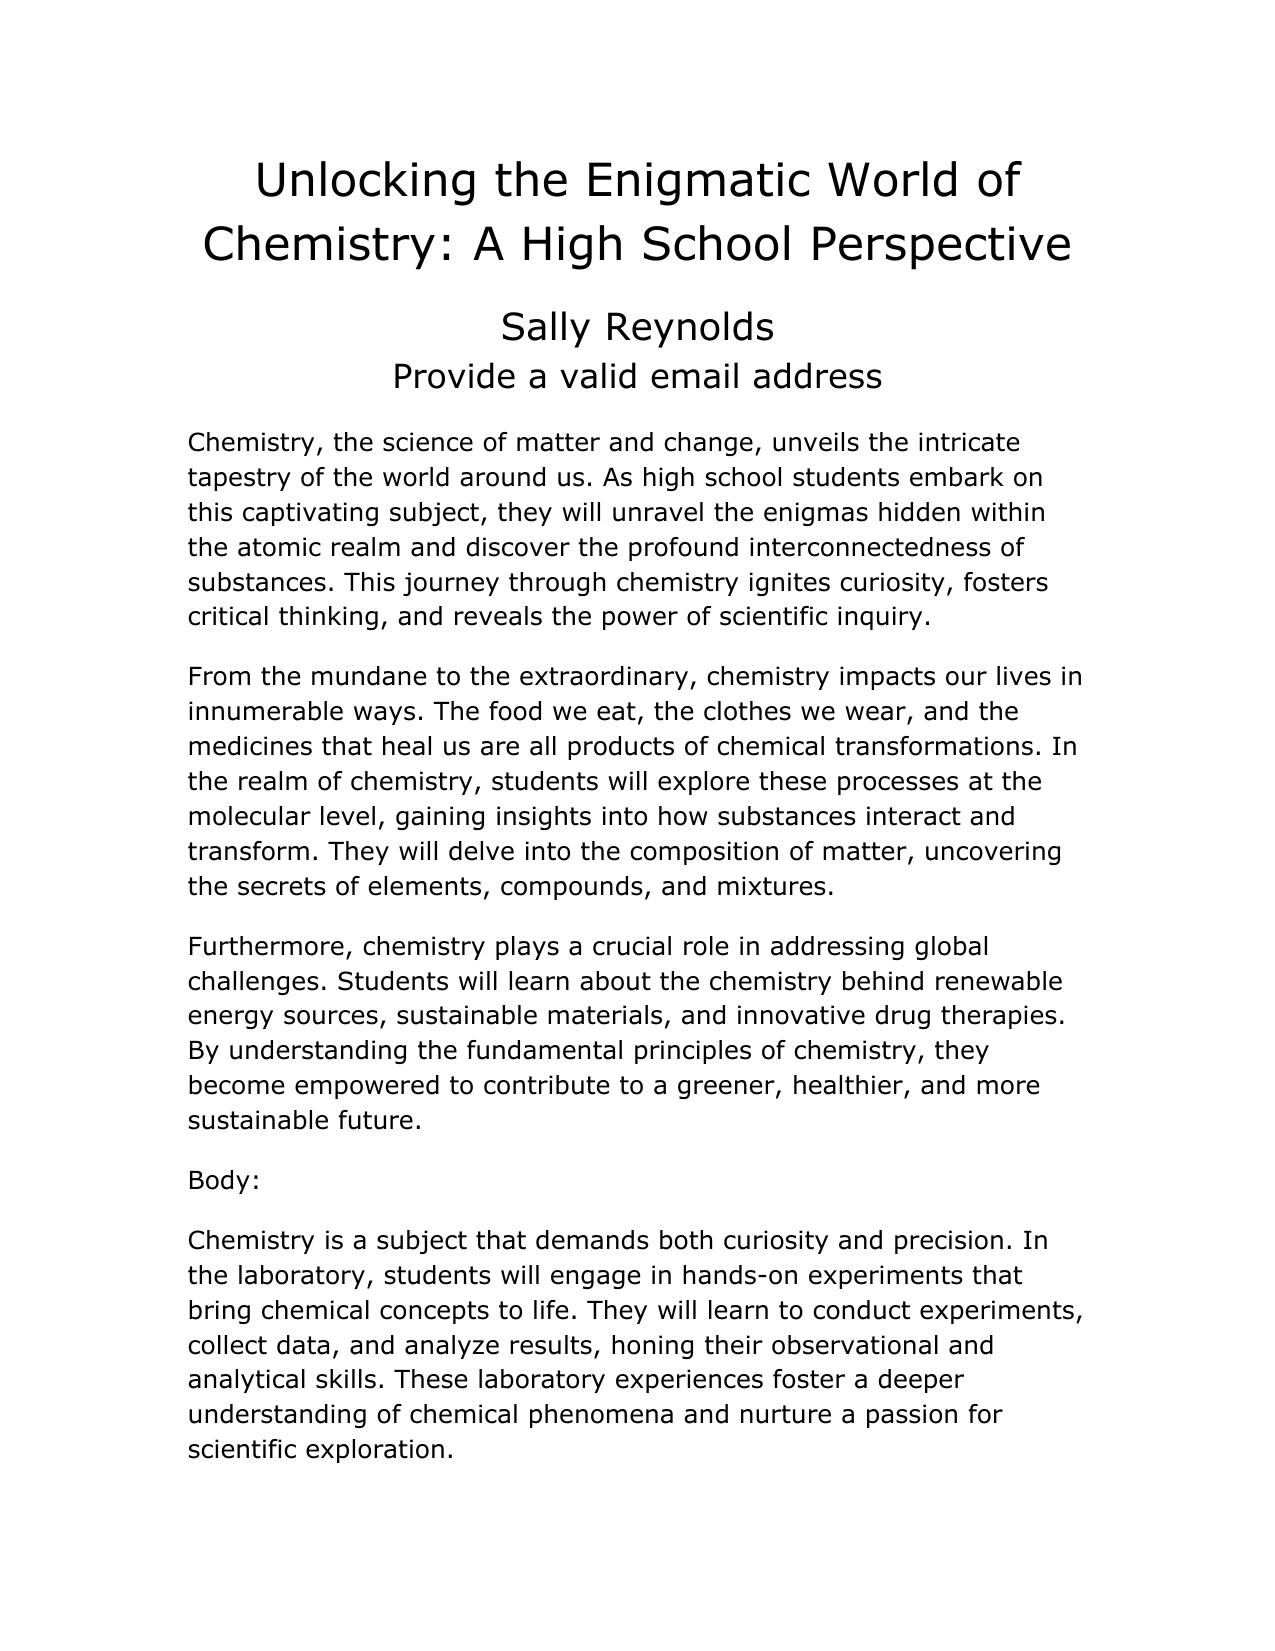 Unlocking the Enigmatic World of
Chemistry: A High School Perspective
Sally Reynolds
Provide a valid email address
Chemistry, the science of matter and change, unveils the intricate
tapestry of the world around us. As high school students embark on
this captivating subject, they will unravel the enigmas hidden within
the atomic realm and discover the profound interconnectedness of
substances. This journey through chemistry ignites curiosity, fosters
critical thinking, and reveals the power of scientific inquiry.
From the mundane to the extraordinary, chemistry impacts our lives in
innumerable ways. The food we eat, the clothes we wear, and the
medicines that heal us are all products of chemical transformations. In
the realm of chemistry, students will explore these processes at the
molecular level, gaining insights into how substances interact and
transform. They will delve into the composition of matter, uncovering
the secrets of elements, compounds, and mixtures.
Furthermore, chemistry plays a crucial role in addressing global
challenges. Students will learn about the chemistry behind renewable
energy sources, sustainable materials, and innovative drug therapies.
By understanding the fundamental principles of chemistry, they
become empowered to contribute to a greener, healthier, and more
sustainable future.
Body:
Chemistry is a subject that demands both curiosity and precision. In
the laboratory, students will engage in hands-on experiments that
bring chemical concepts to life. They will learn to conduct experiments,
collect data, and analyze results, honing their observational and
analytical skills. These laboratory experiences foster a deeper
understanding of chemical phenomena and nurture a passion for
scientific exploration.